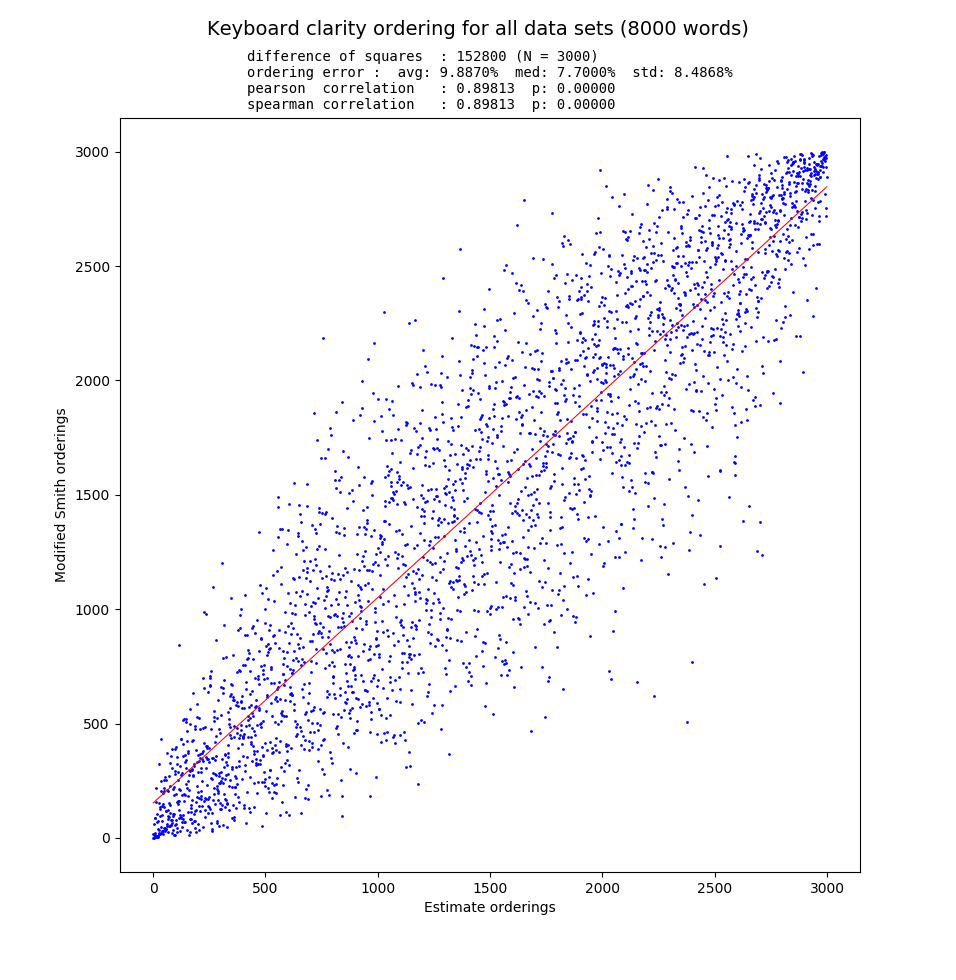 Keyboard clarity ordering for all data sets (8000 words)
difference of squares  : 152800 (N = 3000)
ordering error :  avg: 9.8870%  med: 7.7000%  std: 8.4868%
pearson  correlation   : 0.89813  p: 0.00000
spearman correlation   : 0.89813  p: 0.00000
Modified Smith orderings
3000
2500
2000
1500
1000
500
0
0 500 1000 1500 2000 2500 3000
Estimate orderings